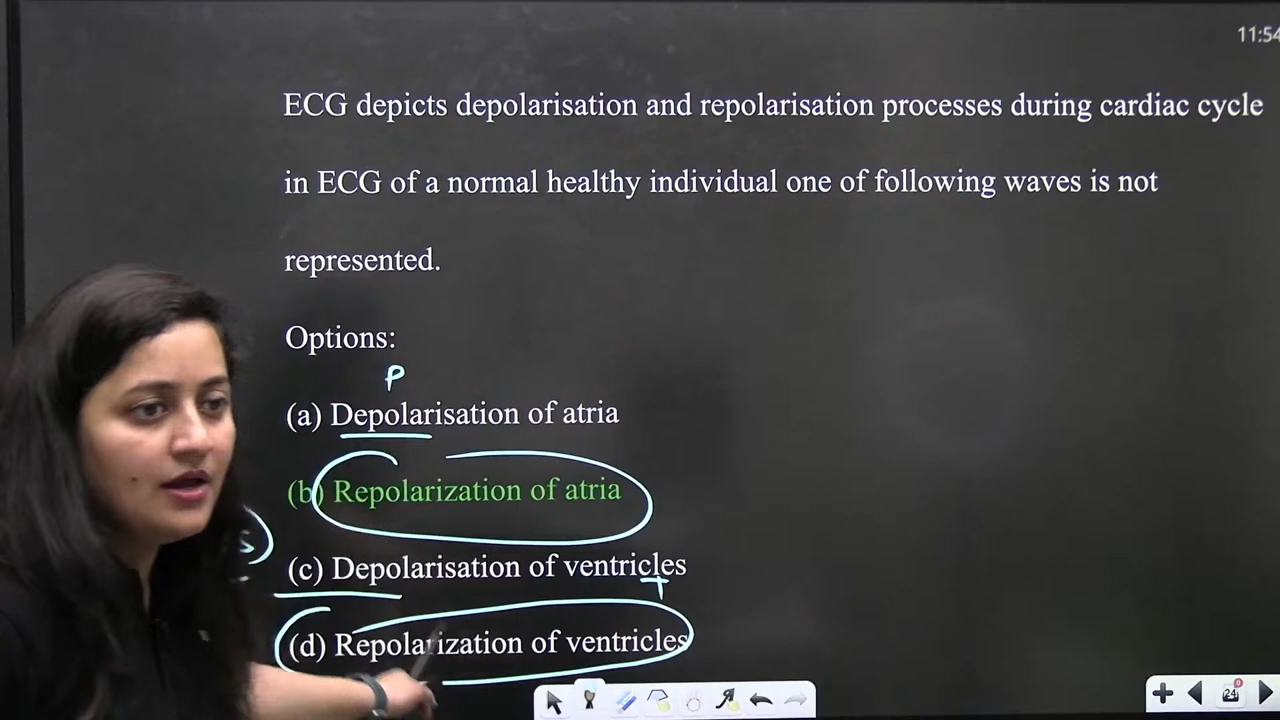 11:54
ECG depicts depolarisation and repolarisation processes during cardiac cycle
in ECG of a normal healthy individual one of following waves is not
represented.
Options:
P
(a) Depolarisation of atria
(b) Repolarization of atria
(c) Depolarisation of ventricles
T
(d) Repolarization of ventricles
24